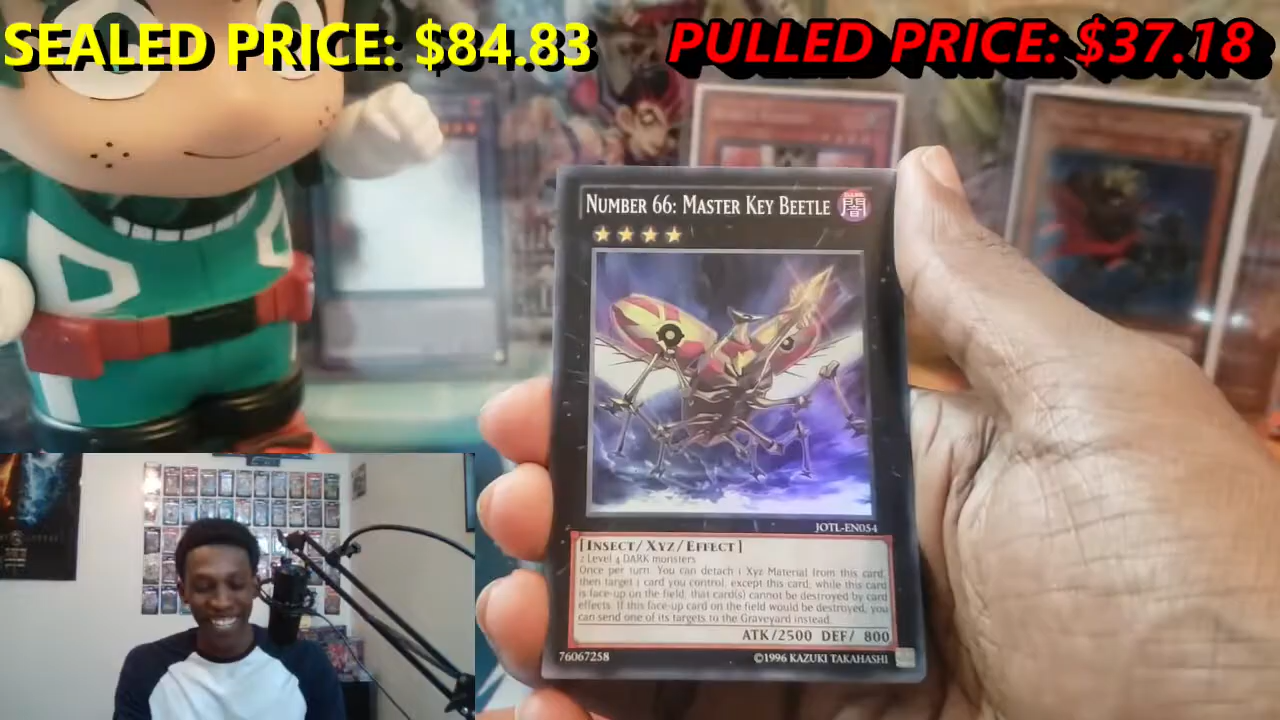 SEALED PRICE: $84.83
PULLED PRICE: $37.18
NUMBER 66: MASTER KEY BEETLE
闇
JOTL-EN054
[INSECT/XYZ/EFFECT]
2 Level 4 DARK monsters
Once per turn: You can detach 1 Xyz Material from this card,
then target 1 card you control, except this card; while this card
is face-up on the field, that card(s) cannot be destroyed by card
effects. If this face-up card on the field would be destroyed, you
can send one of its targets to the Graveyard instead.
ATK/2500 DEF/ 800
76067258
©1996 KAZUKI TAKAHASHI